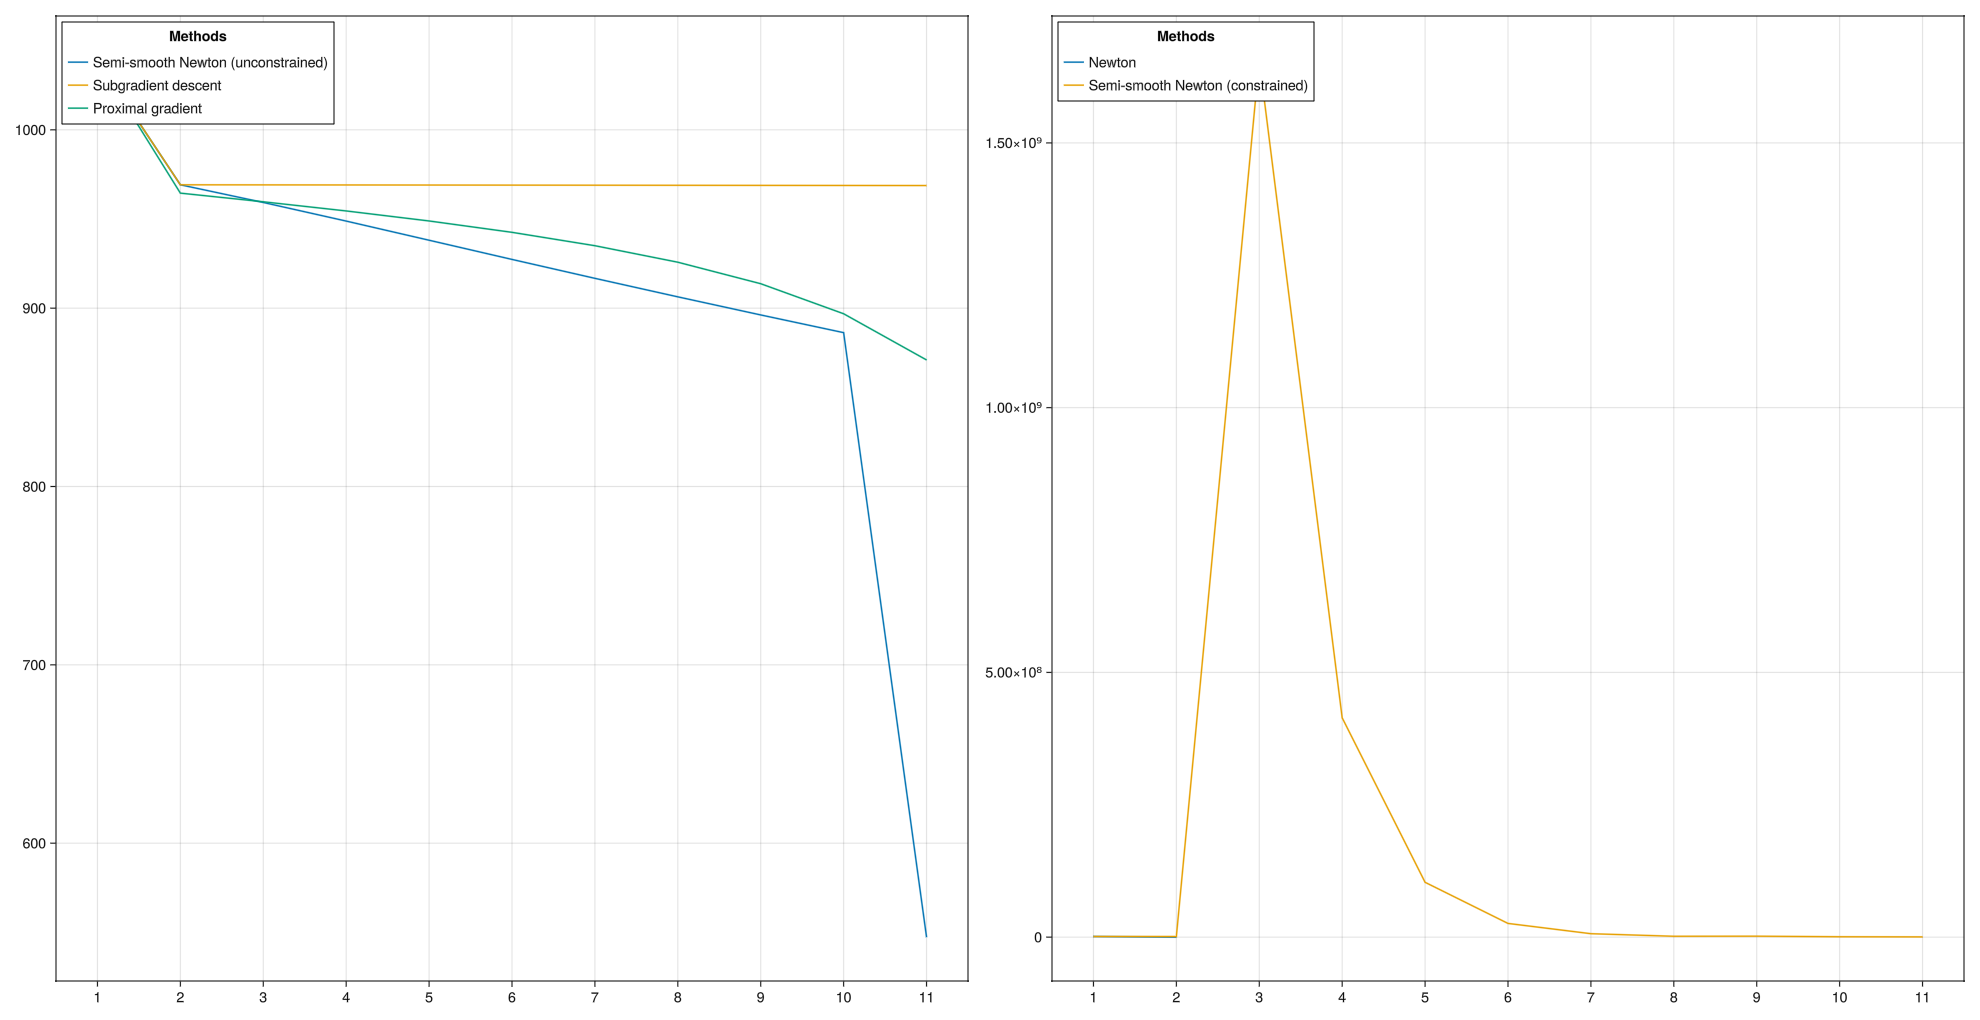 Methods
Semi-smooth Newton (unconstrained)
Subgradient descent
Proximal gradient
1000
900
800
700
600
1 2 3 4 5 6 7 8 9 10 11
Methods
Newton
Semi-smooth Newton (constrained)
1.50×10⁹
1.00×10⁹
5.00×10⁸
0
1 2 3 4 5 6 7 8 9 10 11